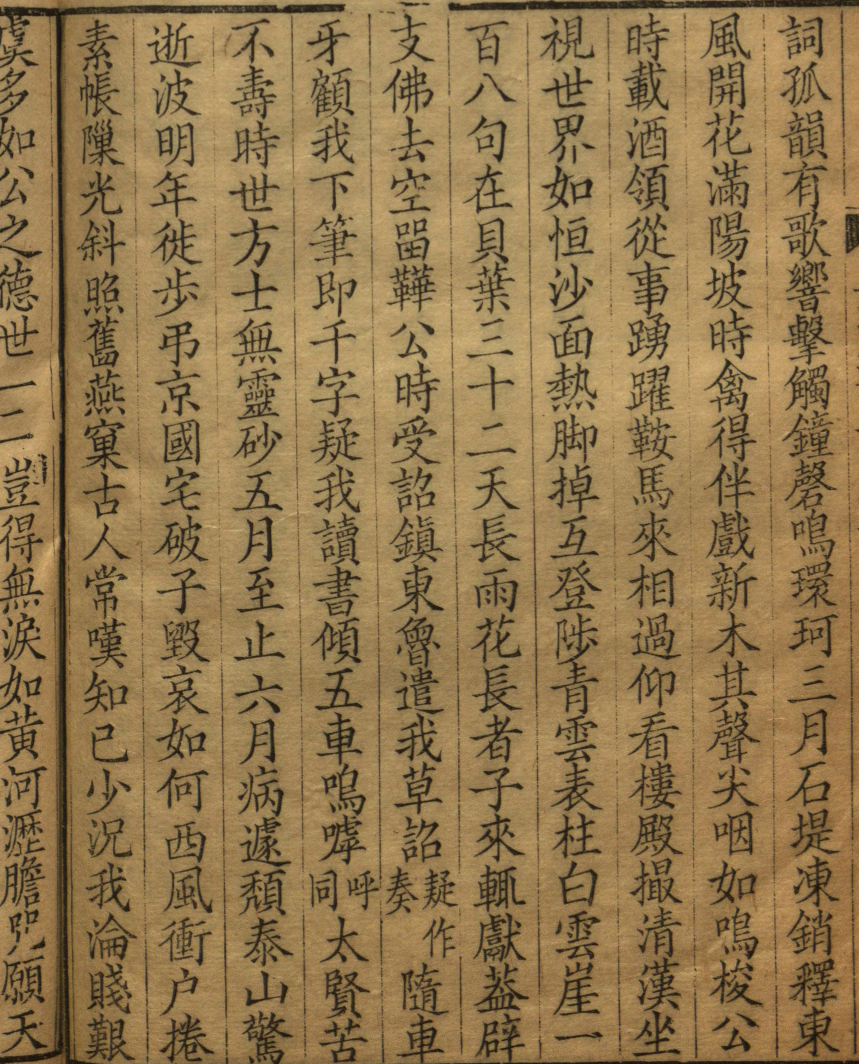 詞孤韻有歌響擊觸鐘磬鳴環珂三月石堤凍銷釋東
風開花滿陽坡時禽得伴戲新木其聲尖咽如鳴梭公
時載酒領從事踴躍鞍馬來相過仰看樓殿撮清漢坐
視世界如恒沙面熱脚掉互登陟青雲表柱白雲崖一
百八句在貝葉三十二天長雨花長者子來輙獻葢辟
支佛去空留鞾公時受詔鎮東魯遣我草詔疑作奏隨車
牙顧我下筆即千字疑我讀書傾五車嗚嘑呼同太賢苦
不壽時世方士無靈砂五月至止六月病遽頹泰山驚
逝波明年徙步弔京國宅破子毀哀如何西風衝戶捲
素帳隟光斜照舊燕窠古人常嘆知已少況我淪賤艱
虞多如公之德世一二豈得無淚如黃河瀝膽咒願天